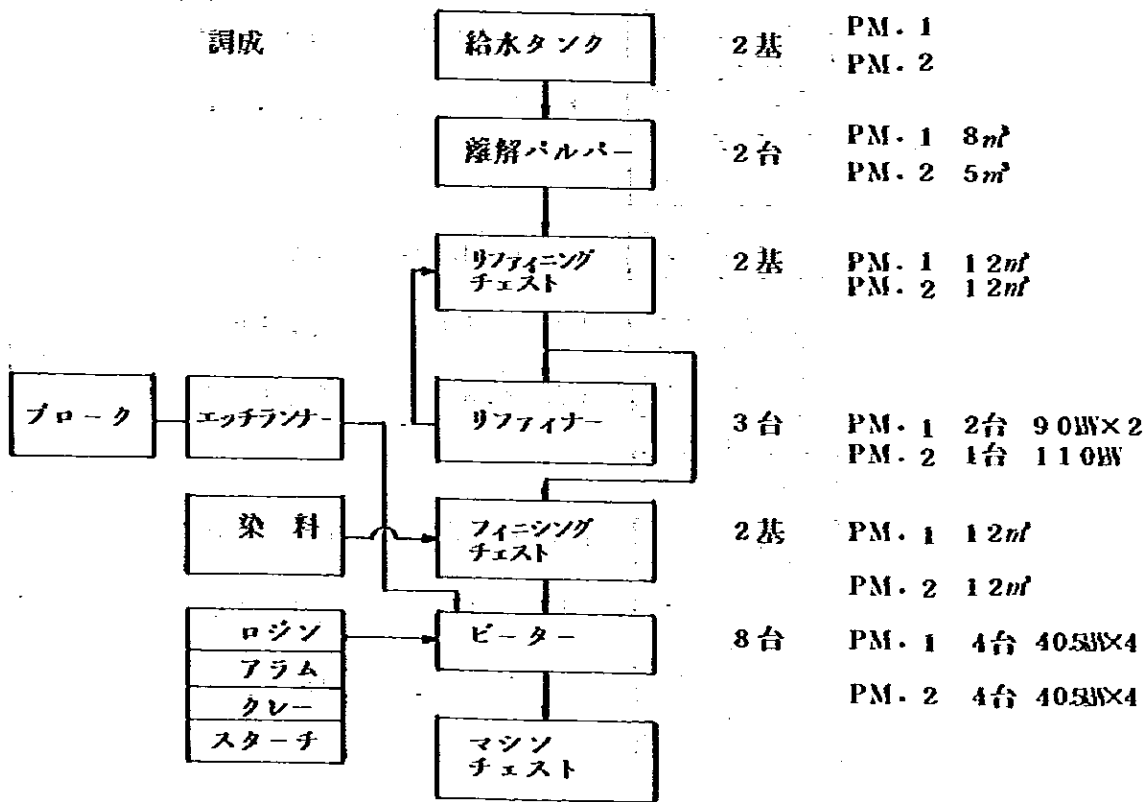 調成
給水タンク 2基 PM. 1
PM. 2
離解パルパー 2台 PM. 1 8m³
PM. 2 5m³
リファイニング
チェスト 2基 PM. 1 12m³
PM. 2 12m³
ブローク エッチランナー リファイナー 3台 PM. 1 2台 90KW×2
PM. 2 1台 110KW
染料 フィニシング
チェスト 2基 PM. 1 12m³
PM. 2 12m³
ロジン ビーター 8台 PM. 1 4台 40.5KW×4
アラム
PM. 2 4台 40.5KW×4
クレー
スターチ
マシソ
チェスト